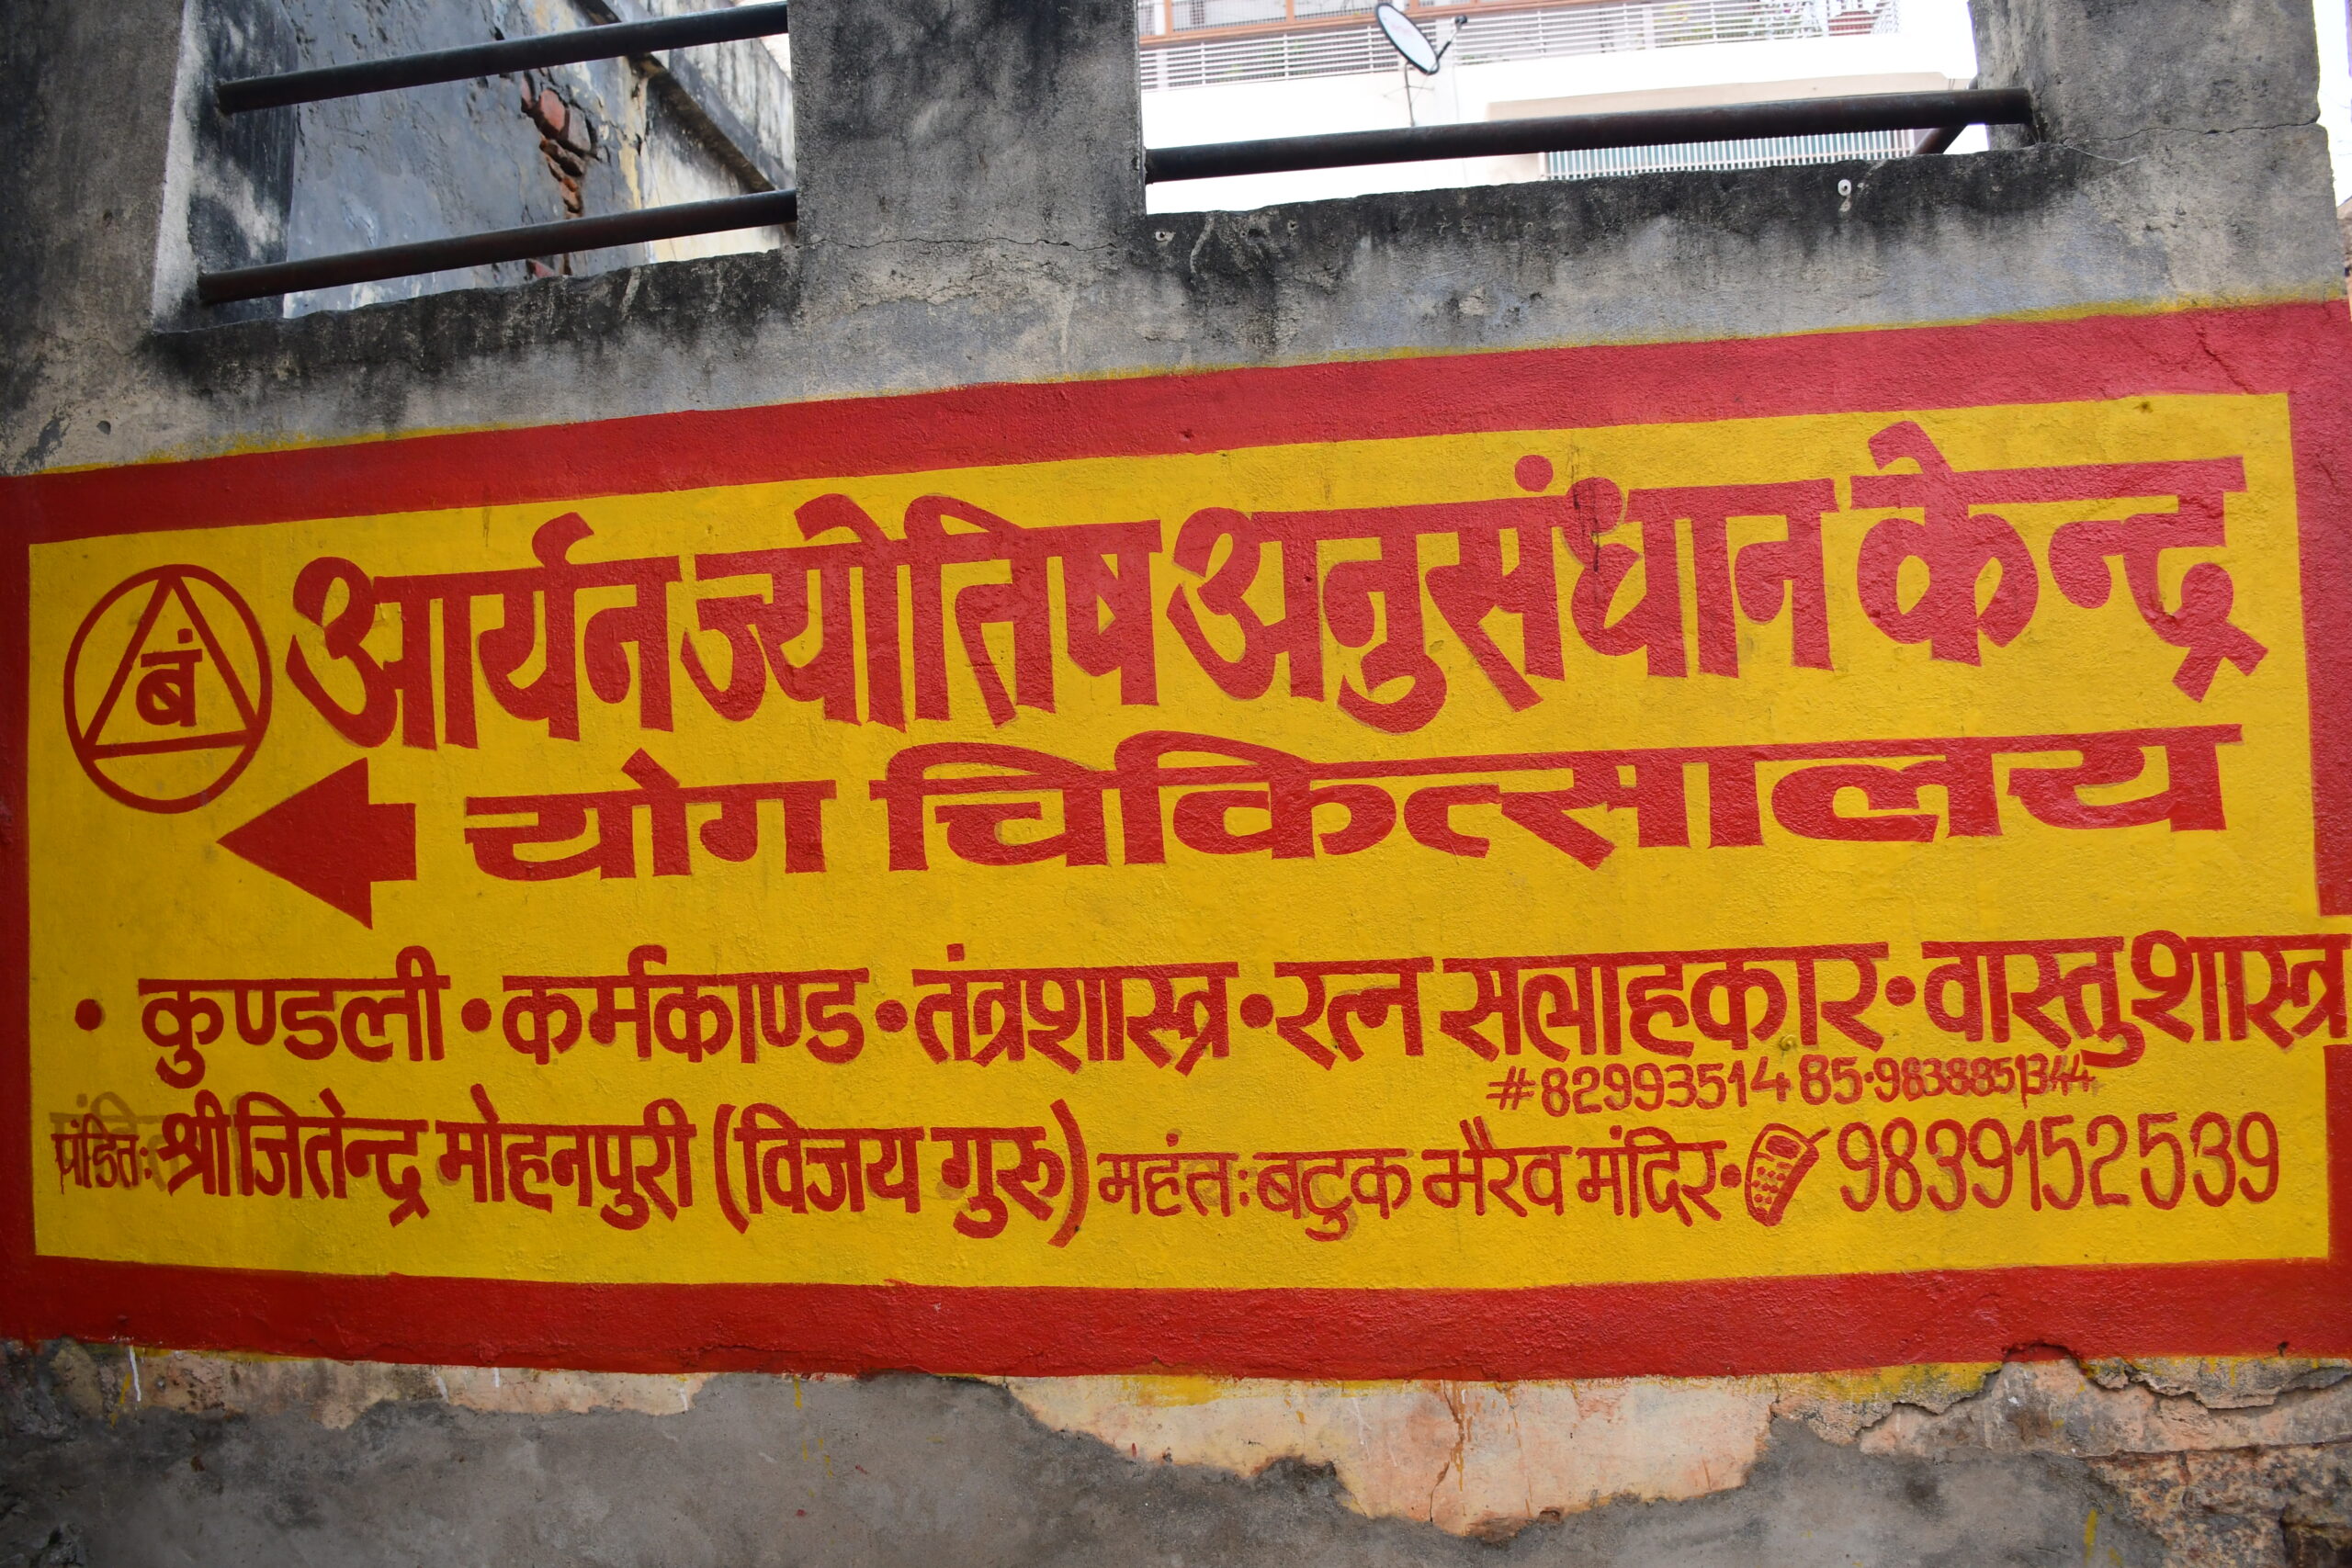 बं
आर्यन ज्योतिष अनुसंधान केन्द्र
योग चिकित्सालय
• कुण्डली • कर्मकाण्ड • तंत्रशास्त्र • रत्न सलाहकार • वास्तु शास्त्र
#8299351485·9838851344
पंडितः श्री जितेन्द्र मोहनपुरी (विजय गुरू) महंतः बटुक भैरव मंदिर· 9839152539